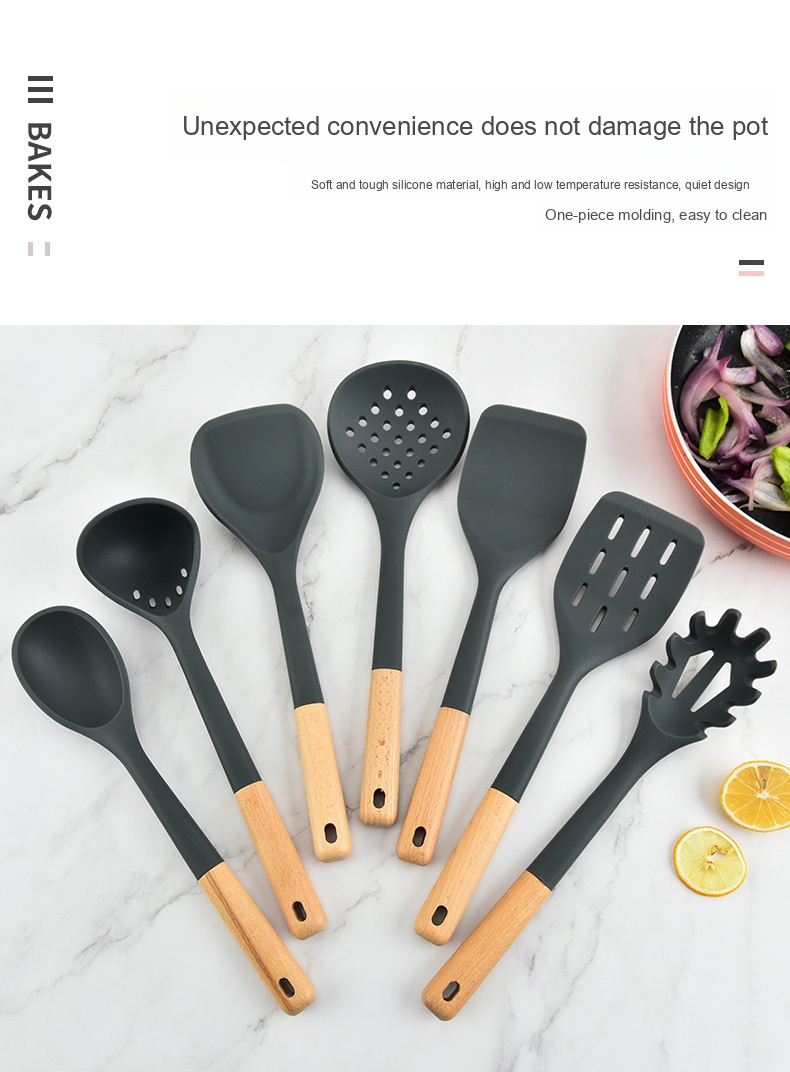 BAKES
Unexpected convenience does not damage the pot
Soft and tough silicone material, high and low temperature resistance, quiet design
One-piece molding, easy to clean